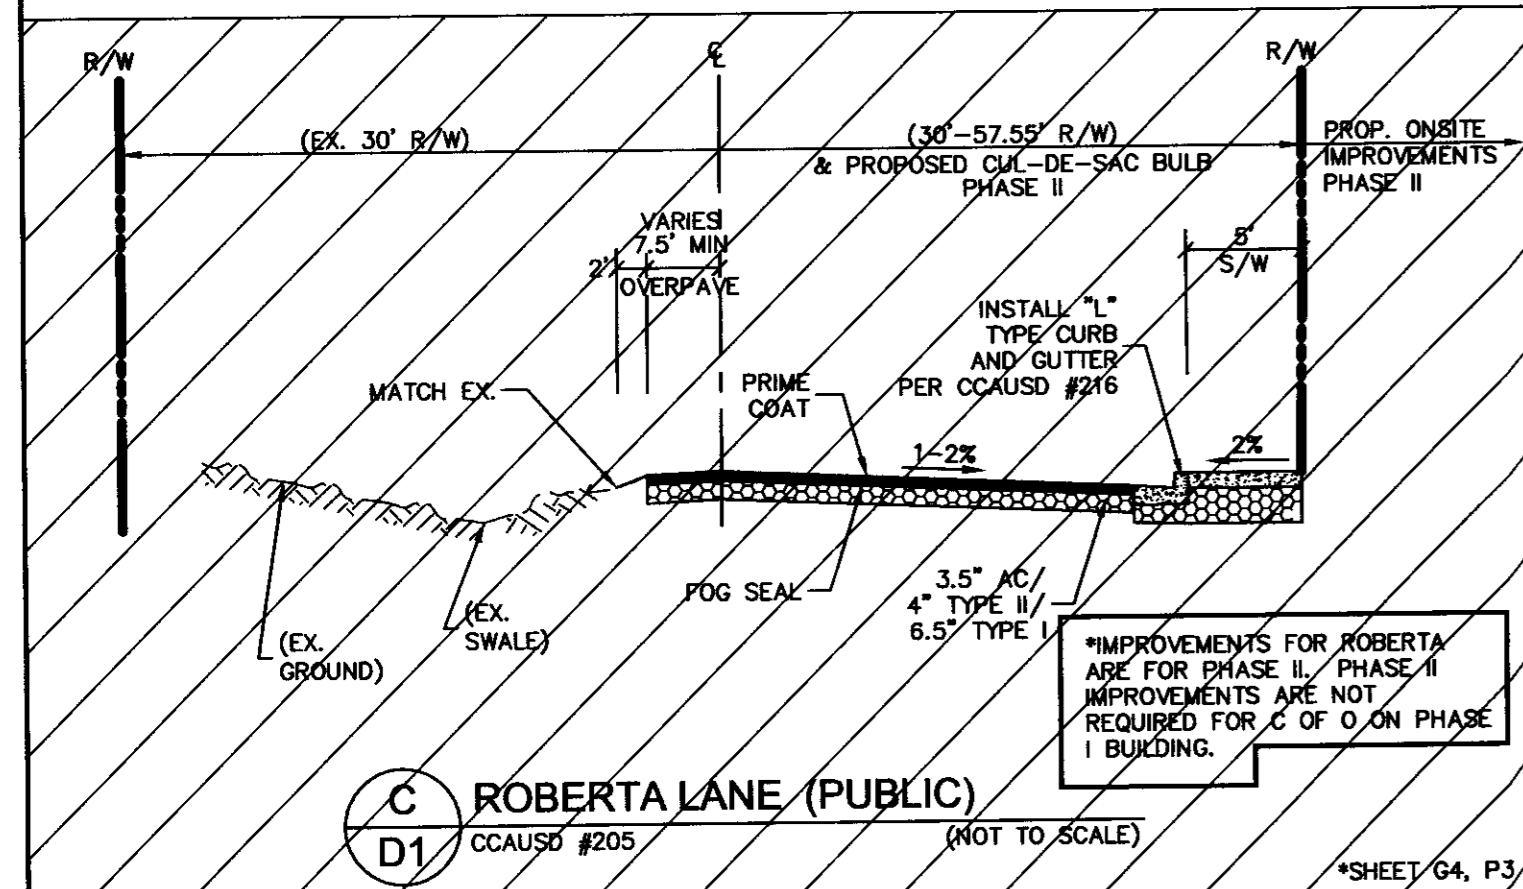 R/W
℄
R/W
(EX. 30' R/W)
(30'-57.55' R/W)
& PROPOSED CUL-DE-SAC BULB
PHASE II
PROP. ONSITE
IMPROVEMENTS
PHASE II
VARIES
7.5' MIN
2'
OVERPAVE
5'
S/W
INSTALL "L"
TYPE CURB
AND GUTTER
PER CCAUSD #216
MATCH EX.
PRIME
COAT
1-2%
2%
FOG SEAL
3.5" AC/
4" TYPE II/
6.5" TYPE I
(EX.
SWALE)
(EX.
GROUND)
*IMPROVEMENTS FOR ROBERTA
ARE FOR PHASE II. PHASE II
IMPROVEMENTS ARE NOT
REQUIRED FOR C OF O ON PHASE
I BUILDING.
C
D1
ROBERTA LANE (PUBLIC)
CCAUSD #205
(NOT TO SCALE)
*SHEET G4, P3